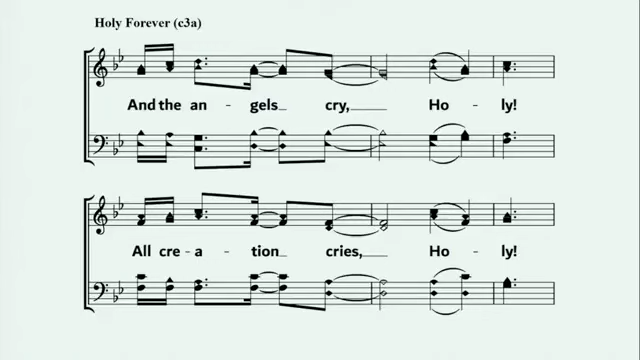 Holy Forever (c3a)
And the an - gels cry, Ho - ly!
All cre - a - tion cries, Ho - ly!